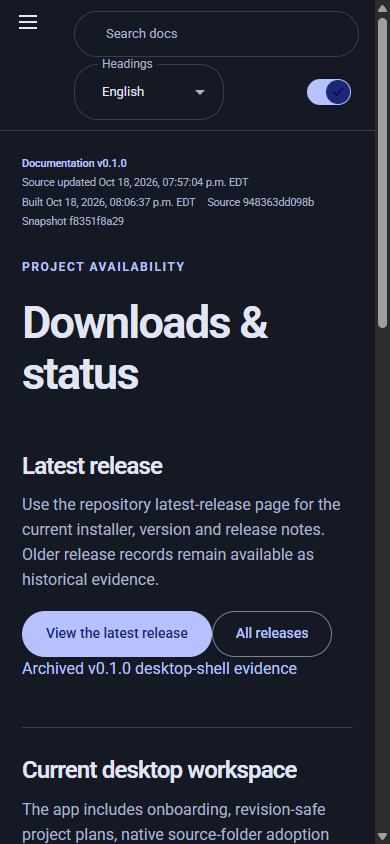 Search docs
Headings
English
Documentation v0.1.0
Source updated Oct 18, 2026, 07:57:04 p.m. EDT
Built Oct 18, 2026, 08:06:37 p.m. EDT Source 948363dd098b
Snapshot f8351f8a29
PROJECT AVAILABILITY
Downloads &
status
Latest release
Use the repository latest-release page for the
current installer, version and release notes.
Older release records remain available as
historical evidence.
View the latest release All releases
Archived v0.1.0 desktop-shell evidence
Current desktop workspace
The app includes onboarding, revision-safe
project plans, native source-folder adoption